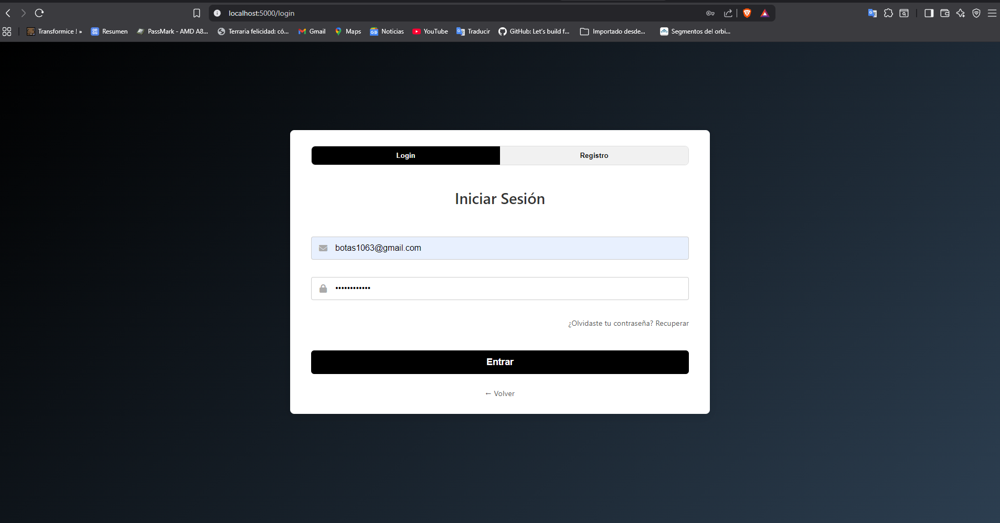 localhost:5000/login
Transformice ! »
Resumen
PassMark - AMD A8...
Terraria felicidad: có...
Gmail
Maps
Noticias
YouTube
Traducir
GitHub: Let's build f...
Importado desde...
Segmentos del orbi...
Login
Registro
Iniciar Sesión
botas1063@gmail.com
••••••••••••
¿Olvidaste tu contraseña? Recuperar
Entrar
← Volver